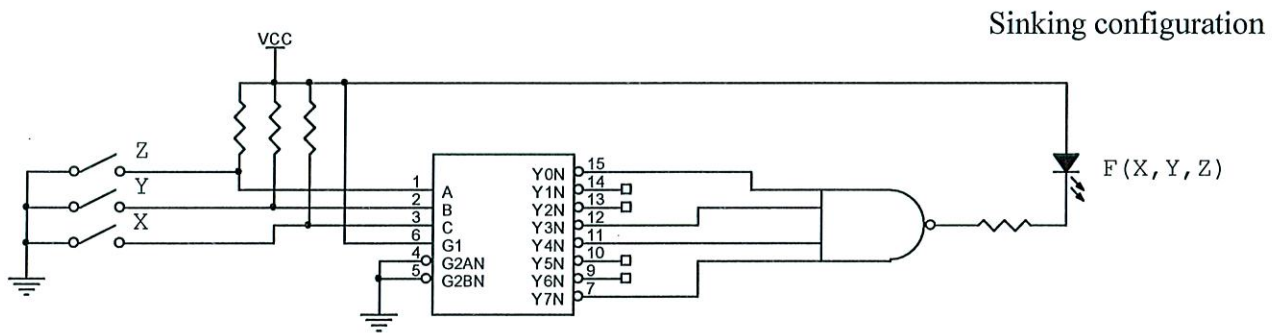 Sinking configuration
VCC
Z
Y
X
F(X,Y,Z)
1 A
2 B
3 C
6 G1
4 G2AN
5 G2BN
Y0N 15
Y1N 14
Y2N 13
Y3N 12
Y4N 11
Y5N 10
Y6N 9
Y7N 7